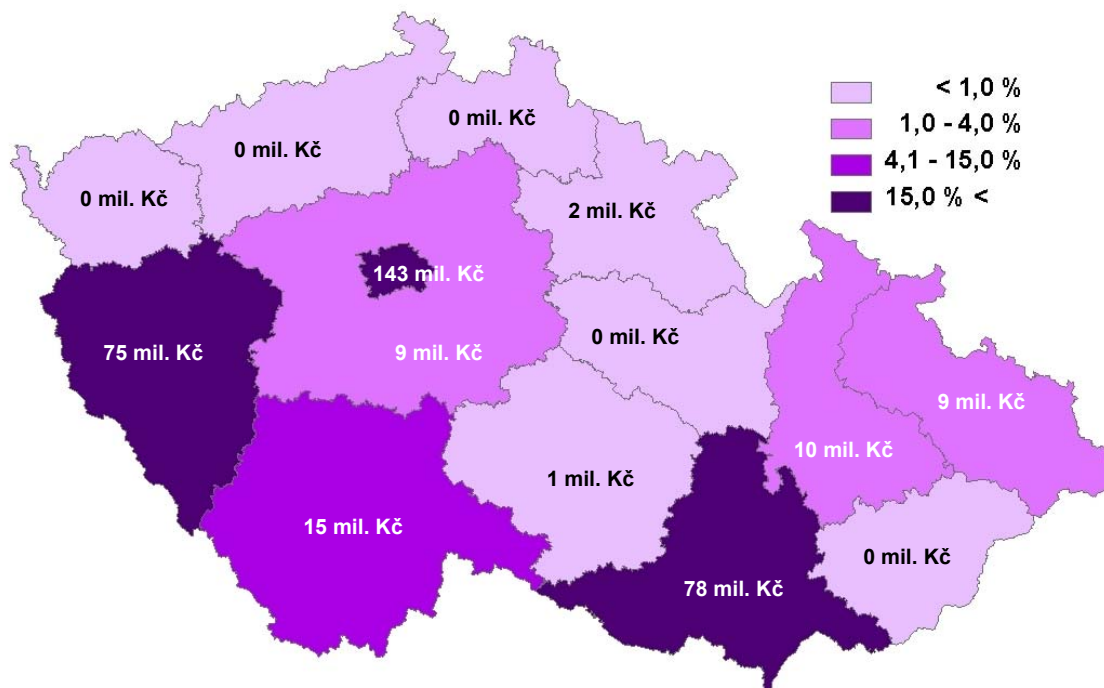 < 1,0 %
1,0 - 4,0 %
4,1 - 15,0 %
15,0 % <
0 mil. Kč
0 mil. Kč
0 mil. Kč
2 mil. Kč
143 mil. Kč
0 mil. Kč
75 mil. Kč
9 mil. Kč
9 mil. Kč
10 mil. Kč
1 mil. Kč
15 mil. Kč
0 mil. Kč
78 mil. Kč